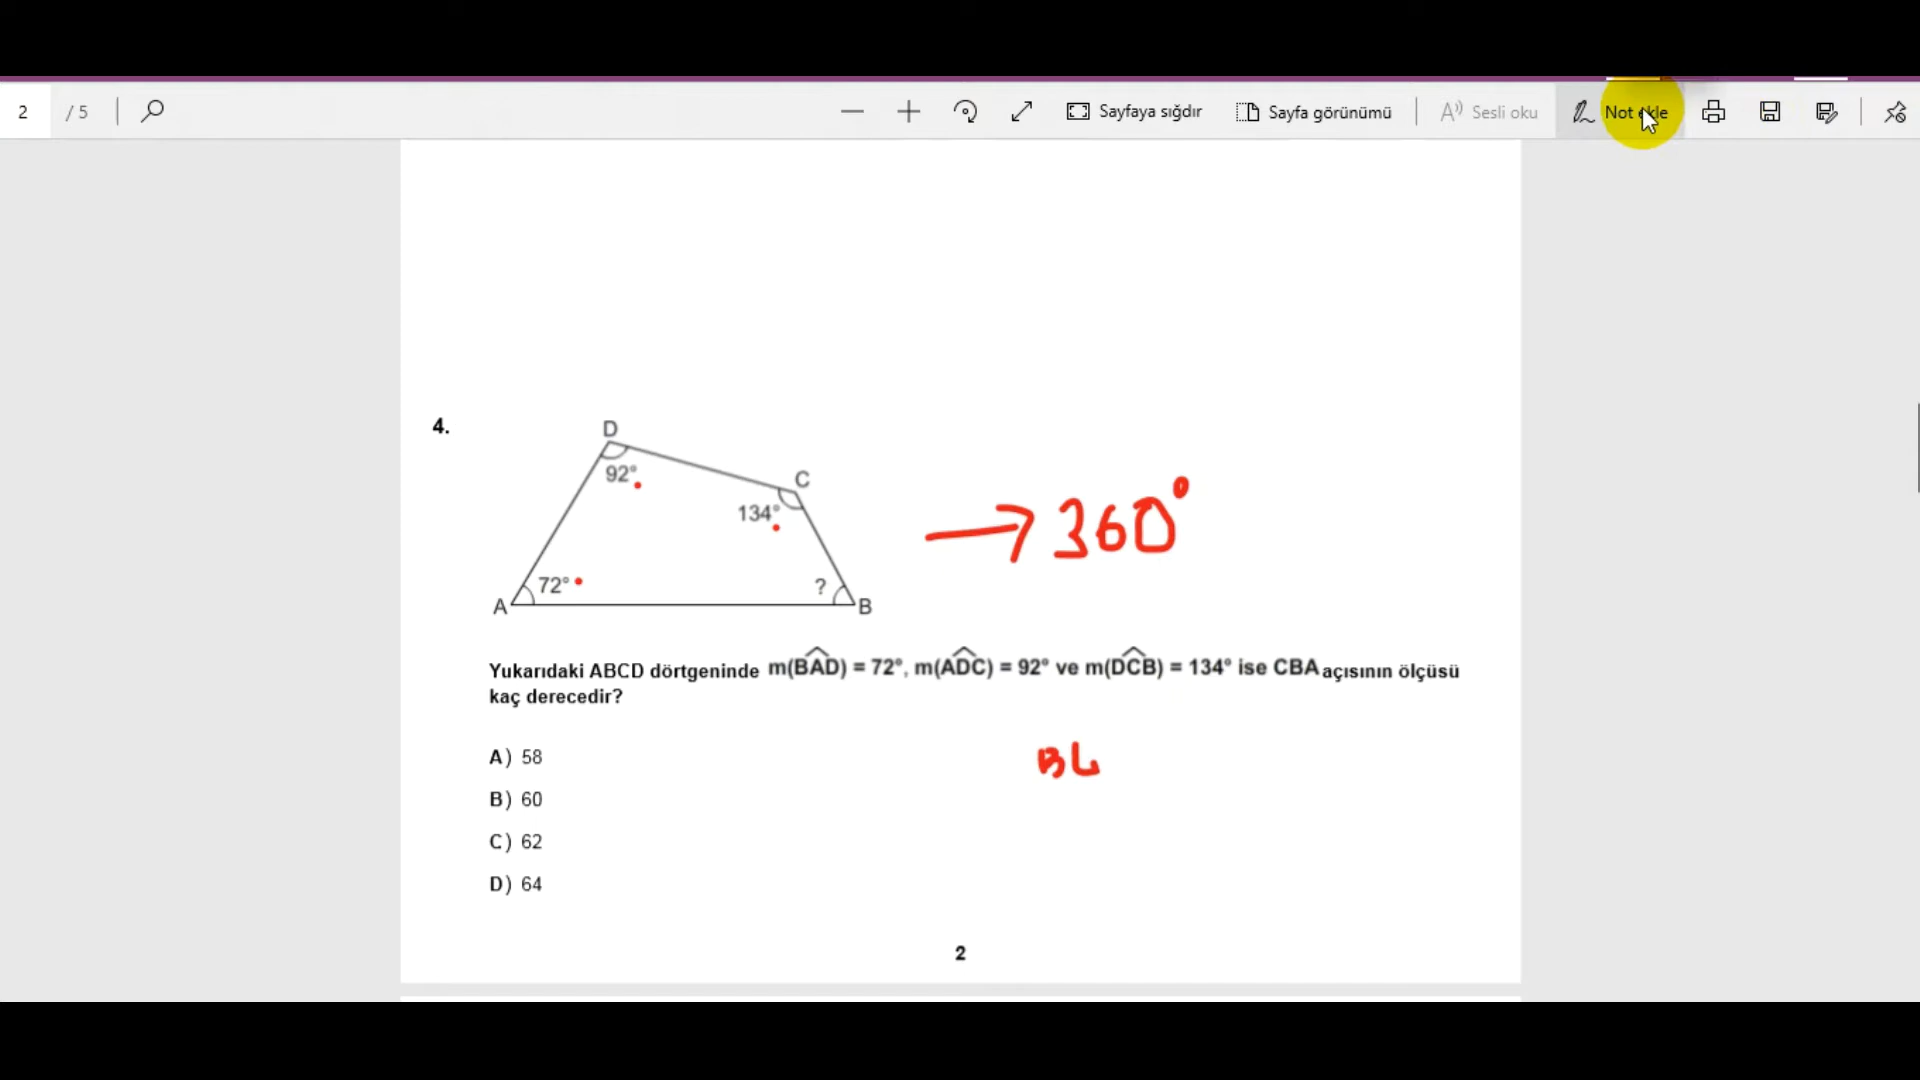 2 / 5 Sayfaya sığdır Sayfa görünümü Sesli oku Not ekle
4.
D
92°
C
134°
→ 360°
72°
?
A
B
Yukarıdaki ABCD dörtgeninde m(BAD) = 72°, m(ADC) = 92° ve m(DCB) = 134° ise CBA açısının ölçüsü
kaç derecedir?
A) 58
B) 60
C) 62
D) 64
2